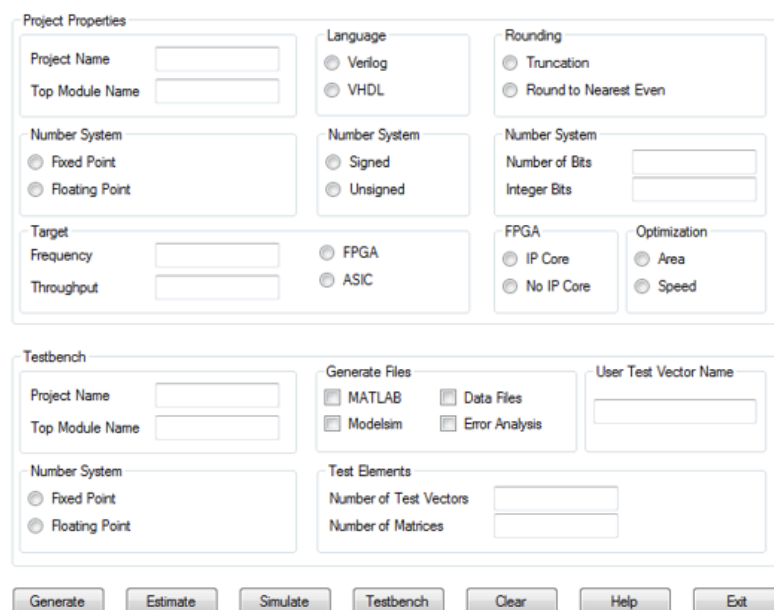 Project Properties
Project Name
Top Module Name
Language
Verilog
VHDL
Rounding
Truncation
Round to Nearest Even
Number System
Fixed Point
Floating Point
Number System
Signed
Unsigned
Number System
Number of Bits
Integer Bits
Target
Frequency
Throughput
FPGA
ASIC
FPGA
IP Core
No IP Core
Optimization
Area
Speed
Testbench
Project Name
Top Module Name
Generate Files
MATLAB
Data Files
Modelsim
Error Analysis
User Test Vector Name
Number System
Fixed Point
Floating Point
Test Elements
Number of Test Vectors
Number of Matrices
Generate
Estimate
Simulate
Testbench
Clear
Help
Exit